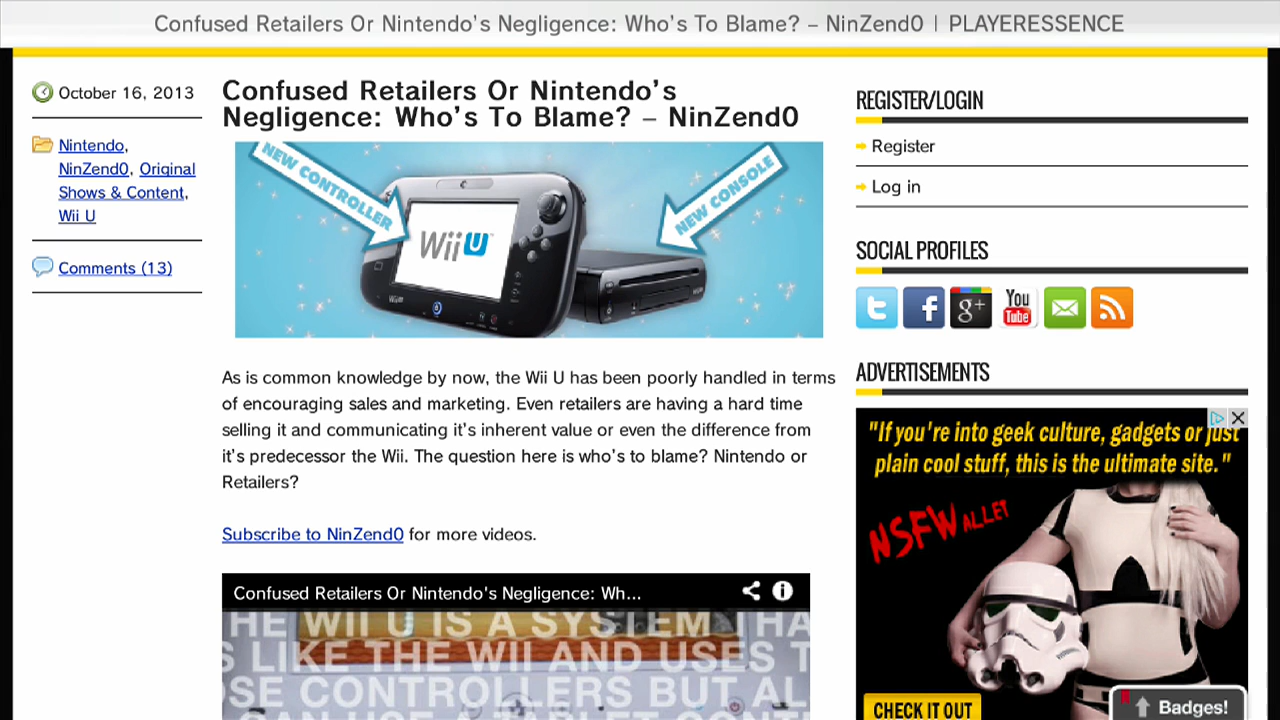 Confused Retailers Or Nintendo's Negligence: Who's To Blame? – NinZend0 | PLAYERESSENCE
October 16, 2013
Nintendo,
NinZend0, Original
Shows & Content,
Wii U
Comments (13)
Confused Retailers Or Nintendo's
Negligence: Who's To Blame? – NinZend0
NEW CONTROLLER
NEW CONSOLE
Wii U
As is common knowledge by now, the Wii U has been poorly handled in terms
of encouraging sales and marketing. Even retailers are having a hard time
selling it and communicating it's inherent value or even the difference from
it's predecessor the Wii. The question here is who's to blame? Nintendo or
Retailers?
Subscribe to NinZend0 for more videos.
Confused Retailers Or Nintendo's Negligence: Wh...
HE WII U IS A SYSTEM THA
S LIKE THE WII AND USES T
OSE CONTROLLERS BUT AL
REGISTER/LOGIN
Register
Log in
SOCIAL PROFILES
t f g+ You Tube
ADVERTISEMENTS
"If you're into geek culture, gadgets or just
plain cool stuff, this is the ultimate site."
NSFW ALLEY
CHECK IT OUT
Badges!